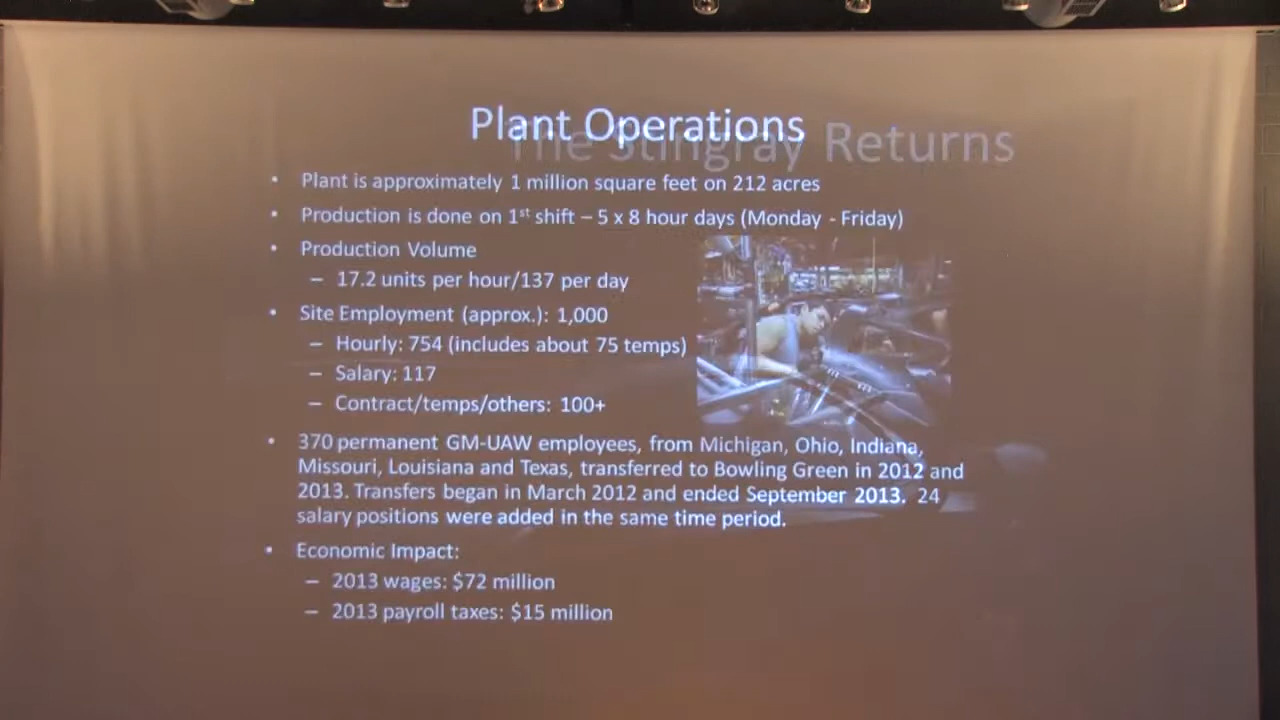 Plant Operations
The Stingray Returns
• Plant is approximately 1 million square feet on 212 acres
• Production is done on 1st shift – 5 x 8 hour days (Monday - Friday)
• Production Volume
– 17.2 units per hour/137 per day
• Site Employment (approx.): 1,000
– Hourly: 754 (includes about 75 temps)
– Salary: 117
– Contract/temps/others: 100+
• 370 permanent GM-UAW employees, from Michigan, Ohio, Indiana,
Missouri, Louisiana and Texas, transferred to Bowling Green in 2012 and
2013. Transfers began in March 2012 and ended September 2013. 24
salary positions were added in the same time period.
• Economic Impact:
– 2013 wages: $72 million
– 2013 payroll taxes: $15 million